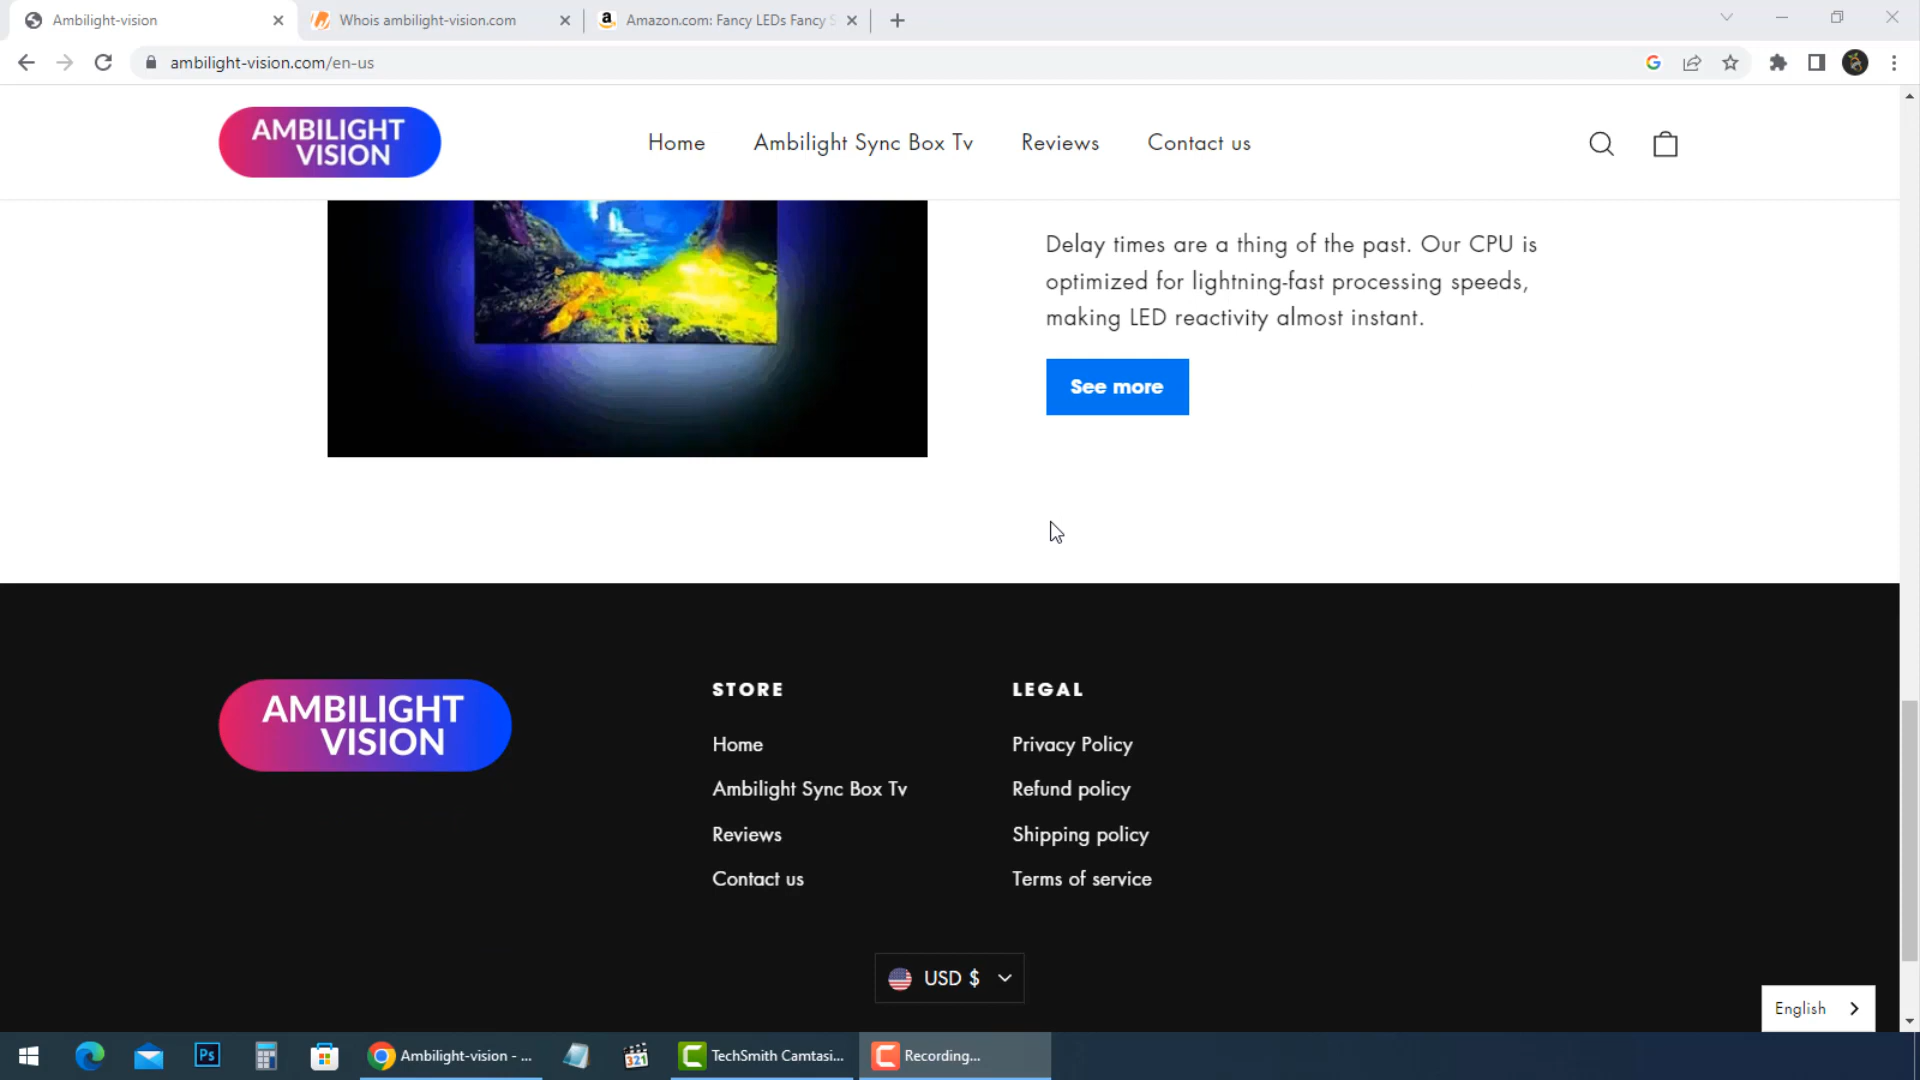 Ambilight-vision
Whois ambilight-vision.com
Amazon.com: Fancy LEDs Fancy S
ambilight-vision.com/en-us
AMBILIGHT
VISION
Home
Ambilight Sync Box Tv
Reviews
Contact us
Delay times are a thing of the past. Our CPU is
optimized for lightning-fast processing speeds,
making LED reactivity almost instant.
See more
AMBILIGHT
VISION
STORE
Home
Ambilight Sync Box Tv
Reviews
Contact us
LEGAL
Privacy Policy
Refund policy
Shipping policy
Terms of service
USD $
English
Ps
Ambilight-vision - ...
321
TechSmith Camtasi...
Recording...